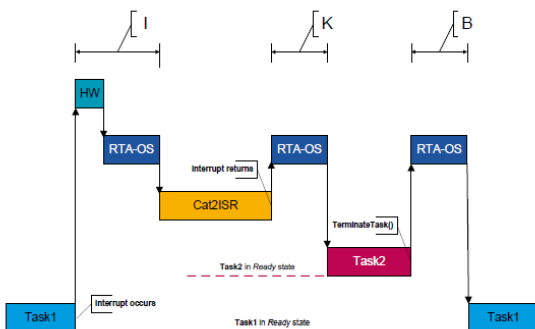 I
K
B
HW
RTA-OS
RTA-OS
RTA-OS
Interrupt returns
Cat2ISR
TerminateTask()
Task2
Task2 in Ready state
Task1
Interrupt occurs
Task1 in Ready state
Task1